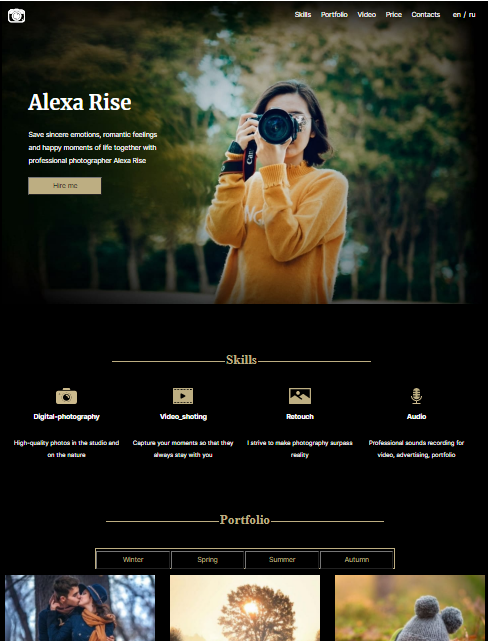 Skills Portfolio Video Price Contacts en / ru
Alexa Rise
Save sincere emotions, romantic feelings
and happy moments of life together with
professional photographer Alexa Rise
Hire me
Skills
Digital-photography Video_shoting Retouch Audio
High-quality photos in the studio and Capture your moments so that they I strive to make photography surpass Professional sounds recording for
on the nature always stay with you reality video, advertising, portfolio
Portfolio
Winter Spring Summer Autumn